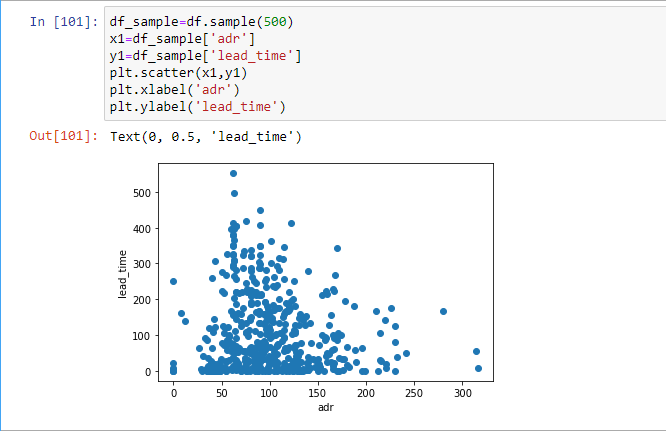 In [101]: df_sample=df.sample(500)
x1=df_sample['adr']
y1=df_sample['lead_time']
plt.scatter(x1,y1)
plt.xlabel('adr')
plt.ylabel('lead_time')
Out[101]: Text(0, 0.5, 'lead_time')
500
400
300
200
100
0
lead_time
0 50 100 150 200 250 300
adr